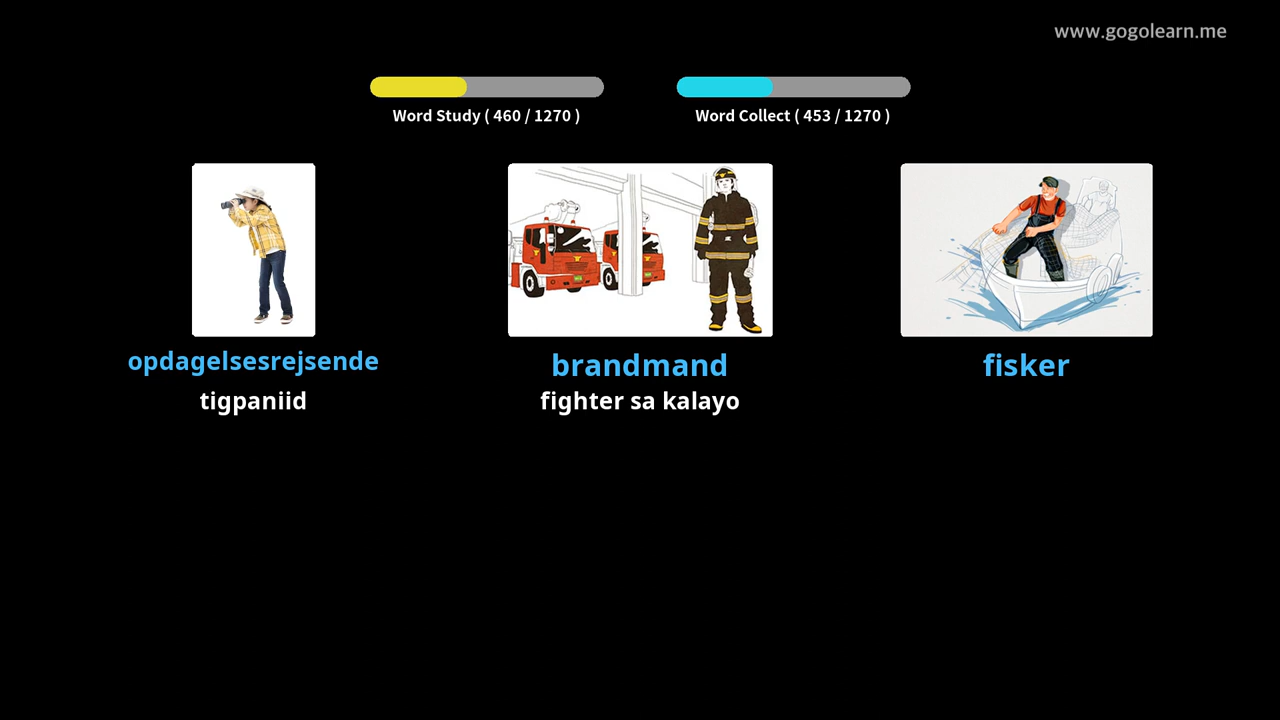 www.gogolearn.me
Word Study ( 460 / 1270 )
Word Collect ( 453 / 1270 )
opdagelsesrejsende
tigpaniid
brandmand
fighter sa kalayo
fisker